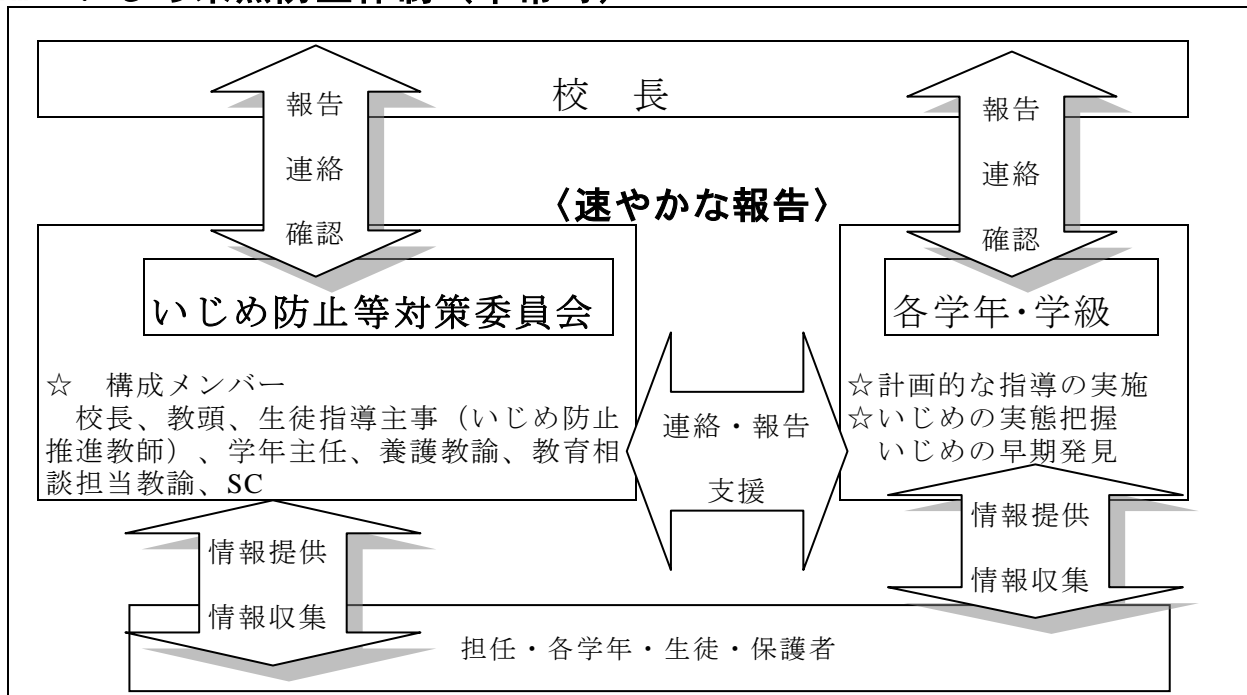 校　長
報告
連絡
確認
報告
連絡
確認
〈速やかな報告〉
いじめ防止等対策委員会
☆　構成メンバー
校長、教頭、生徒指導主事（いじめ防止
推進教師）、学年主任、養護教諭、教育相
談担当教諭、SC
連絡・報告
支援
各学年・学級
☆計画的な指導の実施
☆いじめの実態把握
いじめの早期発見
情報提供
情報収集
情報提供
情報収集
担任・各学年・生徒・保護者